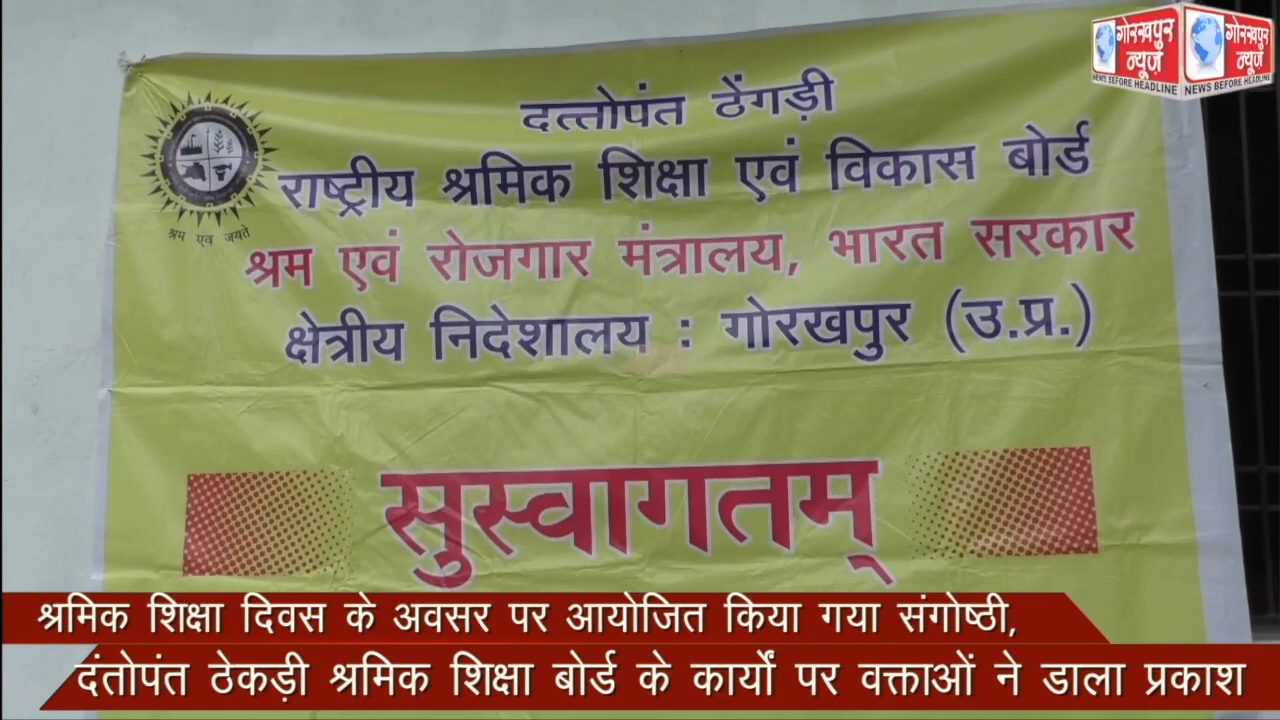 गोरखपुर गोरखपुर
न्यूज़ न्यूज़
NEWS BEFORE HEADLINE NEWS BEFORE HEADLINE
दत्तोपंत ठेंगड़ी
राष्ट्रीय श्रमिक शिक्षा एवं विकास बोर्ड
श्रम एवं रोजगार मंत्रालय, भारत सरकार
क्षेत्रीय निदेशालय : गोरखपुर (उ.प्र.)
श्रम एव जयते
सुस्वागतम्
श्रमिक शिक्षा दिवस के अवसर पर आयोजित किया गया संगोष्ठी,
दंतोपंत ठेकड़ी श्रमिक शिक्षा बोर्ड के कार्यों पर वक्ताओं ने डाला प्रकाश